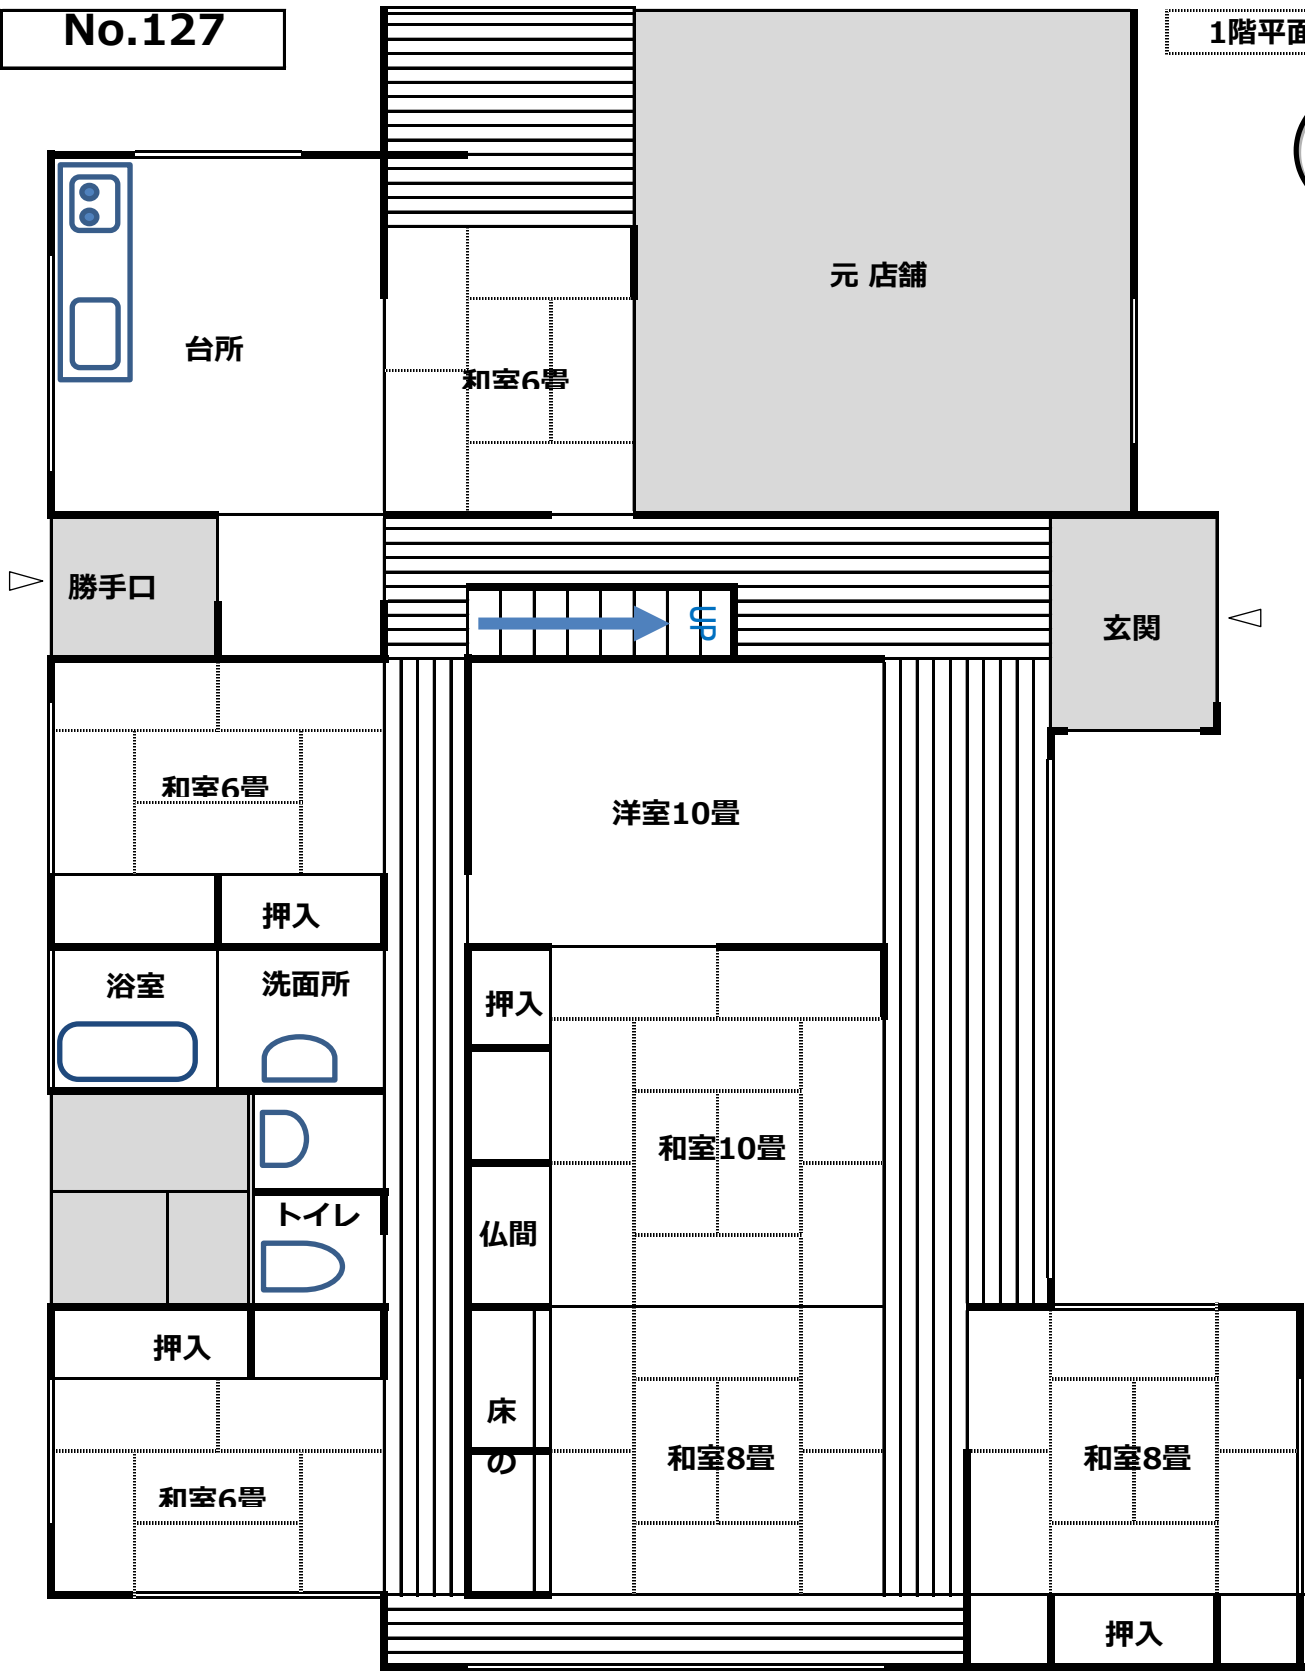 No.127
1階平面
元 店舗
台所
和室6畳
勝手口
UP
玄関
和室6畳
洋室10畳
押入
浴室
洗面所
押入
和室10畳
トイレ
仏間
押入
床
の
和室8畳
和室8畳
和室6畳
押入